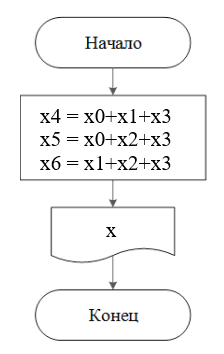 Начало
x4 = x0+x1+x3
x5 = x0+x2+x3
x6 = x1+x2+x3
x
Конец